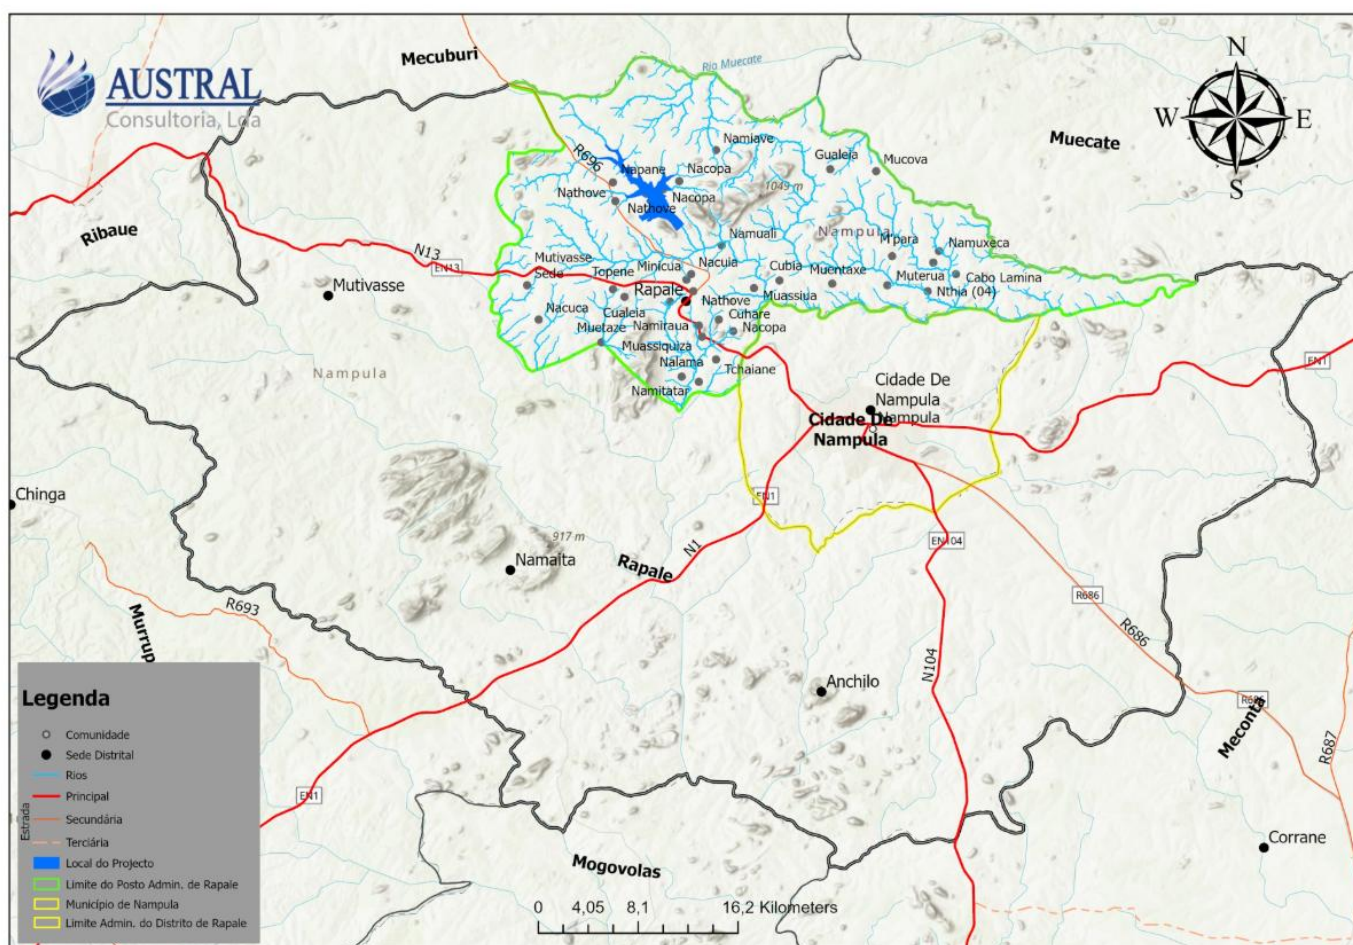 AUSTRAL
Consultoria, Lda
Mecuburi
Rio Muecate
N
W
E
S
Muecate
R696
Namiave
Gualeia
Mucova
Napane
Nacopa
1049 m
Nathove
Nacopa
Nathove
Nampula
Namuali
M'para
Namuxeca
Ribaue
N13
EN13
Mutivasse
Sede
Topene
Minicua
Nacuia
Cubia
Muentaxe
Muterua
Cabo Lamina
Mutivasse
Rapale
Nathove
Muassiua
Nthia (04)
Nacuca
Cualeia
Namiraua
Cuhare
Muetaze
Nacopa
Muassiquiza
Nalama
Tchaiane
Namitatar
Nampula
EN1
Cidade De
Nampula
Nampula
Cidade De
Nampula
Chinga
EN1
917 m
Namaita
Rapale
N1
EN104
R686
R686
R693
Murrup
N104
Anchilo
R686
Meconta
R687
Corrane
EN1
Mogovolas
0 4,05 8,1 16,2 Kilometers
Legenda
Comunidade
Sede Distrital
Rios
Estrada
Principal
Secundária
Terciária
Local do Projecto
Limite do Posto Admin. de Rapale
Município de Nampula
Limite Admin. do Distrito de Rapale